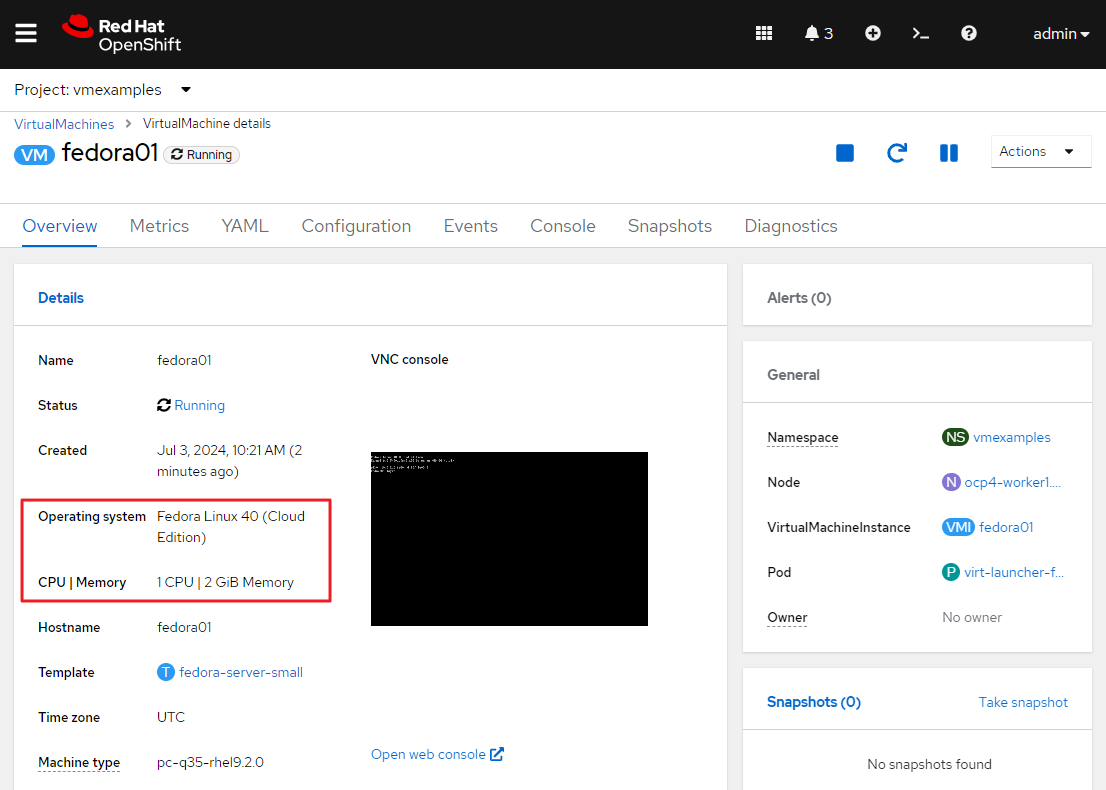 Red Hat
OpenShift
3
admin
Project: vmexamples
VirtualMachines > VirtualMachine details
VM fedora01 Running
Actions
Overview Metrics YAML Configuration Events Console Snapshots Diagnostics
Details
Name fedora01
Status Running
Created Jul 3, 2024, 10:21 AM (2
minutes ago)
Operating system Fedora Linux 40 (Cloud
Edition)
CPU | Memory 1 CPU | 2 GiB Memory
Hostname fedora01
Template T fedora-server-small
Time zone UTC
Machine type pc-q35-rhel9.2.0
VNC console
Open web console
Alerts (0)
General
Namespace NS vmexamples
Node N ocp4-worker1....
VirtualMachineInstance VMI fedora01
Pod P virt-launcher-f...
Owner No owner
Snapshots (0) Take snapshot
No snapshots found